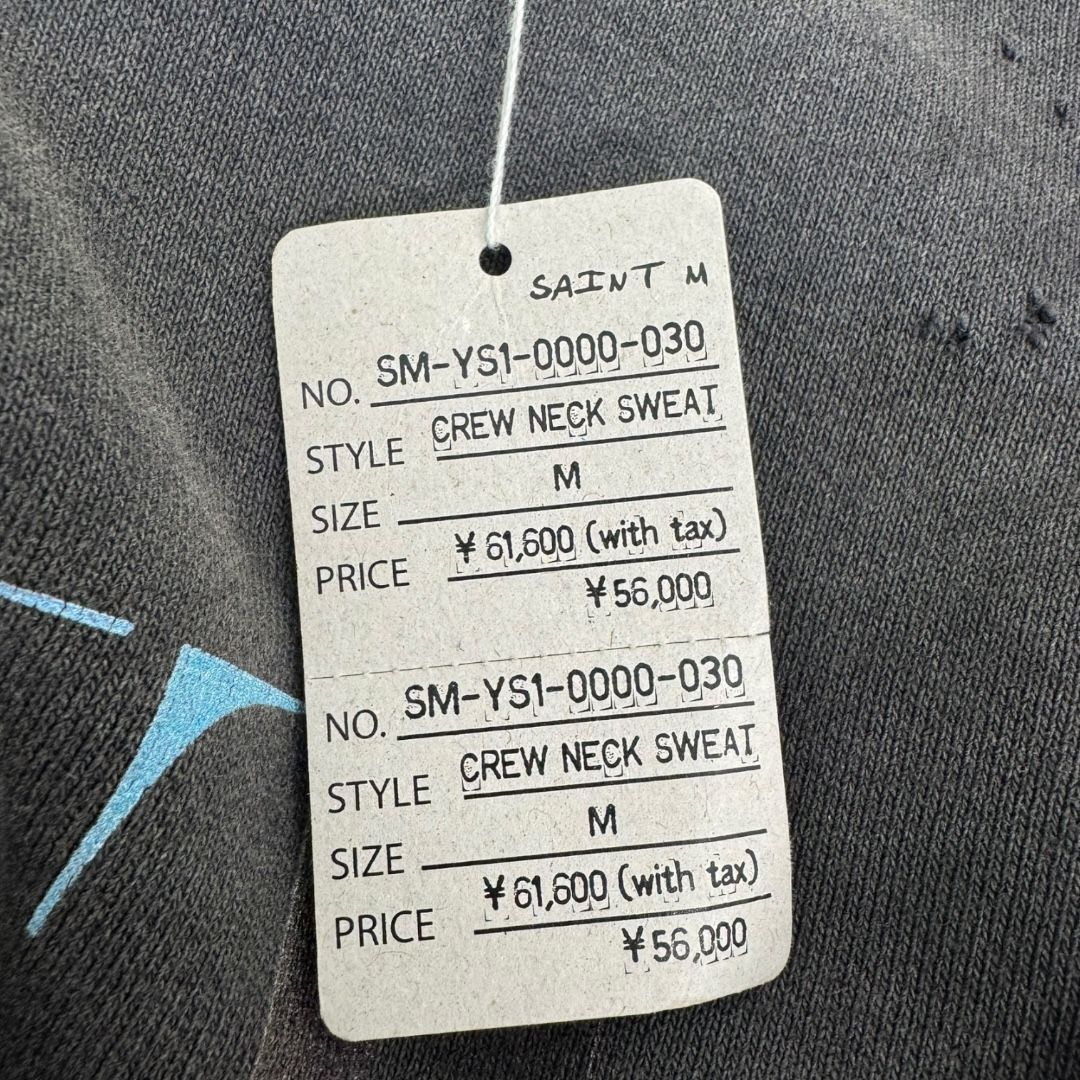 SAINT M
NO. SM-YS1-0000-030
STYLE CREW NECK SWEAT
SIZE M
PRICE ¥ 61,600 (with tax)
¥56,000
NO. SM-YS1-0000-030
STYLE CREW NECK SWEAT
SIZE M
PRICE ¥ 61,600 (with tax)
¥56,000